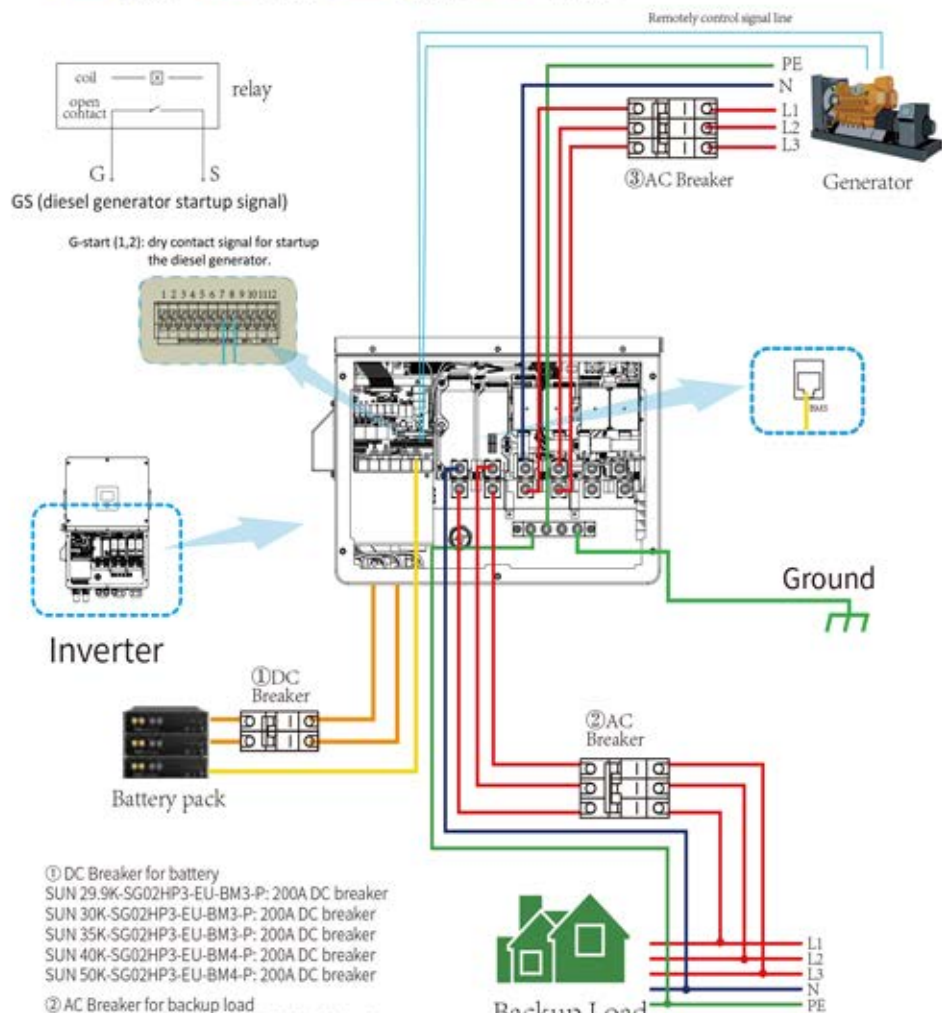 Remotely control signal line
coil
open
contact
relay
G
S
GS (diesel generator startup signal)
PE
N
L1
L2
L3
③AC Breaker
Generator
G-start (1,2): dry contact signal for startup
the diesel generator.
1 2 3 4 5 6 7 8 9 10 11 12
BMS
Inverter
Ground
①DC
Breaker
Battery pack
②AC
Breaker
① DC Breaker for battery
SUN 29.9K-SG02HP3-EU-BM3-P: 200A DC breaker
SUN 30K-SG02HP3-EU-BM3-P: 200A DC breaker
SUN 35K-SG02HP3-EU-BM3-P: 200A DC breaker
SUN 40K-SG02HP3-EU-BM4-P: 200A DC breaker
SUN 50K-SG02HP3-EU-BM4-P: 200A DC breaker
② AC Breaker for backup load
Backup Load
L1
L2
L3
N
PE